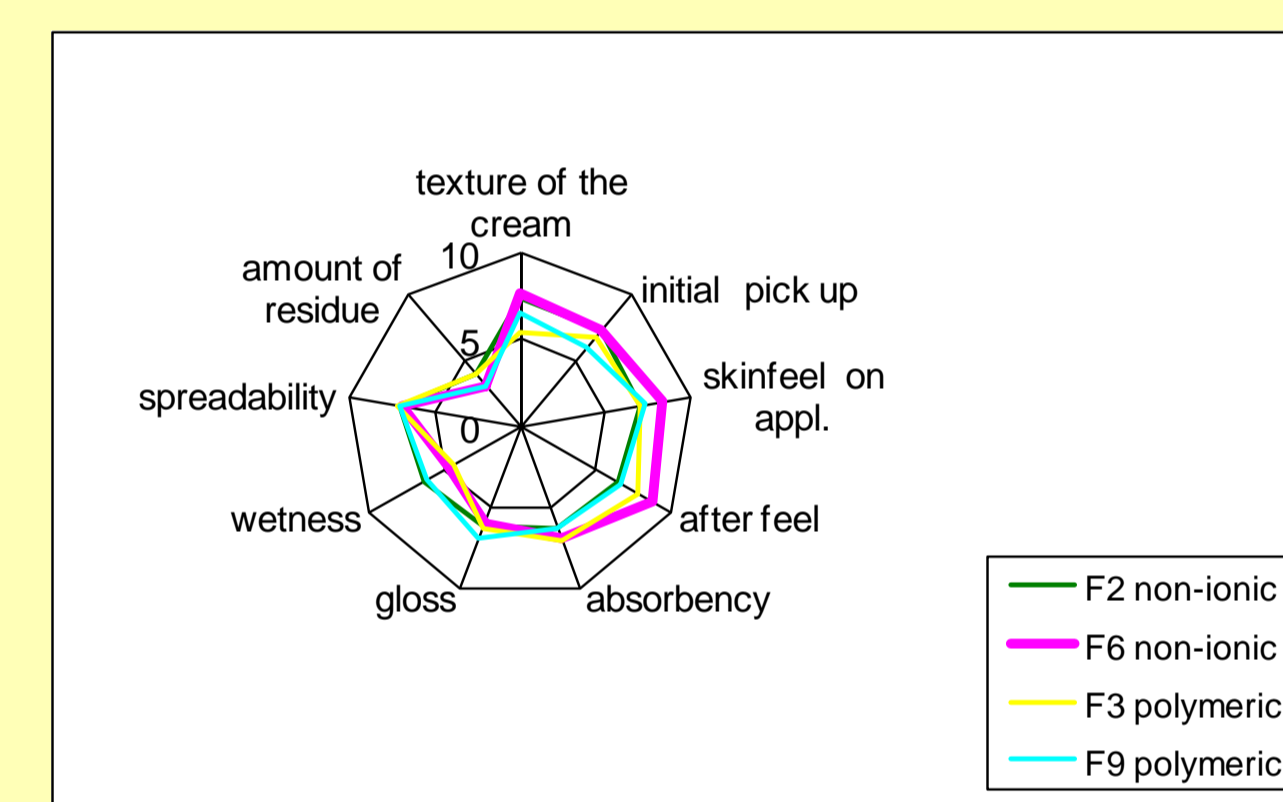 texture of the
cream
10
amount of
residue
initial pick up
5
skinfeel on
appl.
spreadability
0
wetness
after feel
gloss
absorbency
F2 non-ionic
F6 non-ionic
F3 polymeric
F9 polymeric